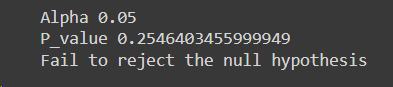 Alpha 0.05
P_value 0.2546403455999949
Fail to reject the null hypothesis